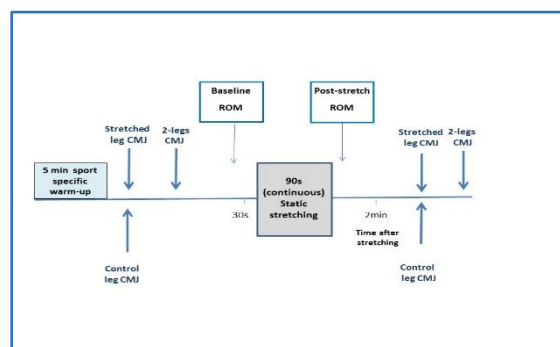 Baseline
ROM
Post-stretch
ROM
Stretched
leg CMJ
2-legs
CMJ
Stretched
leg CMJ
2-legs
CMJ
5 min sport
specific
warm-up
90s
(continuous)
Static
stretching
30s
2min
Time after
stretching
Control
leg CMJ
Control
leg CMJ